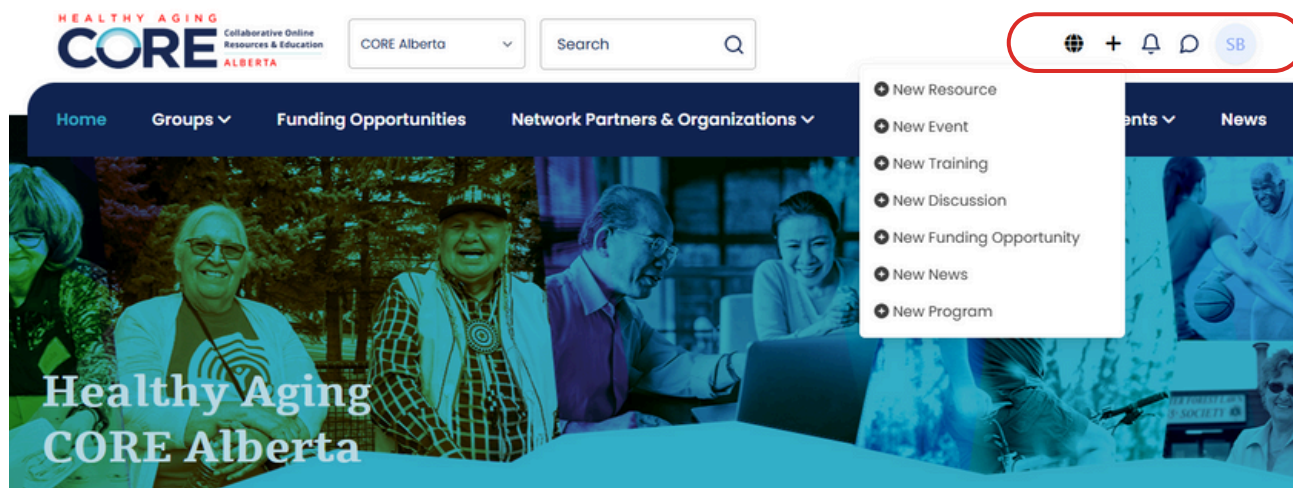 HEALTHY AGING
CORE
Collaborative Online
Resources & Education
ALBERTA
CORE Alberta
Search
SB
Home
Groups
Funding Opportunities
Network Partners & Organizations
ents
News
New Resource
New Event
New Training
New Discussion
New Funding Opportunity
New News
New Program
Healthy Aging
CORE Alberta
SOCIETY